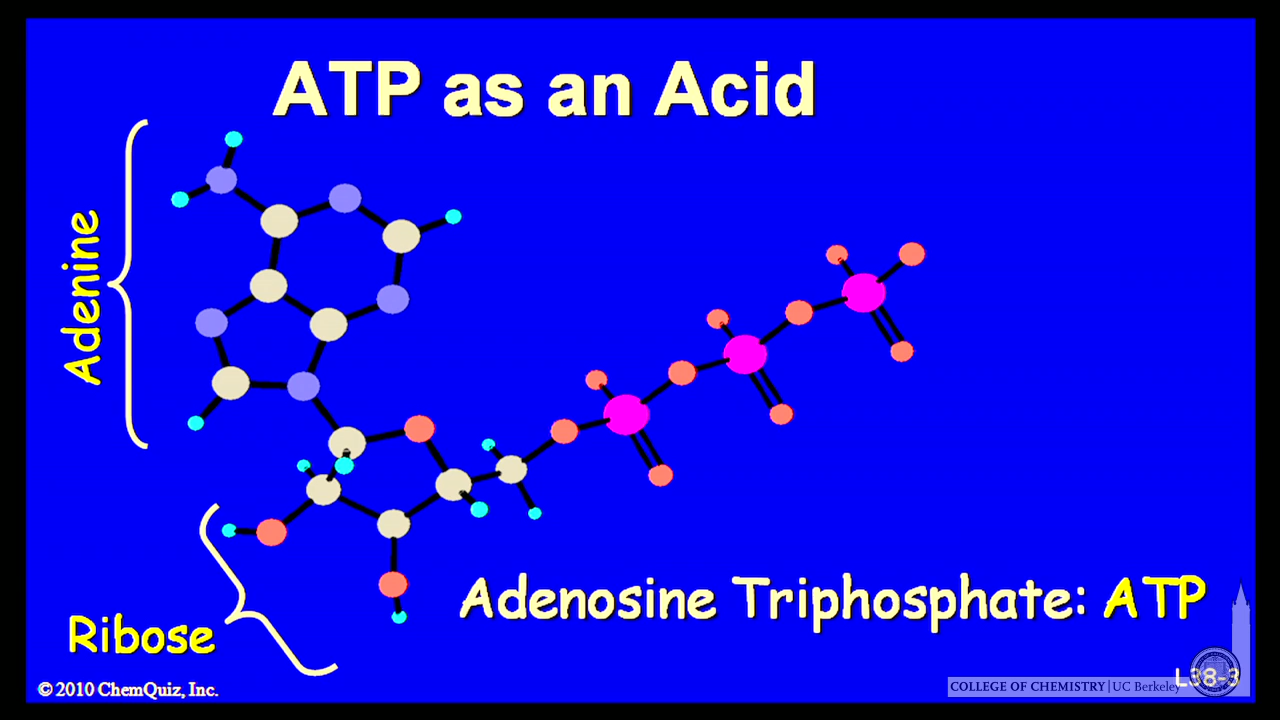 ATP as an Acid
Adenine
Adenosine Triphosphate: ATP
Ribose
© 2010 ChemQuiz, Inc.
COLLEGE OF CHEMISTRY | UC Berkeley
L38-3